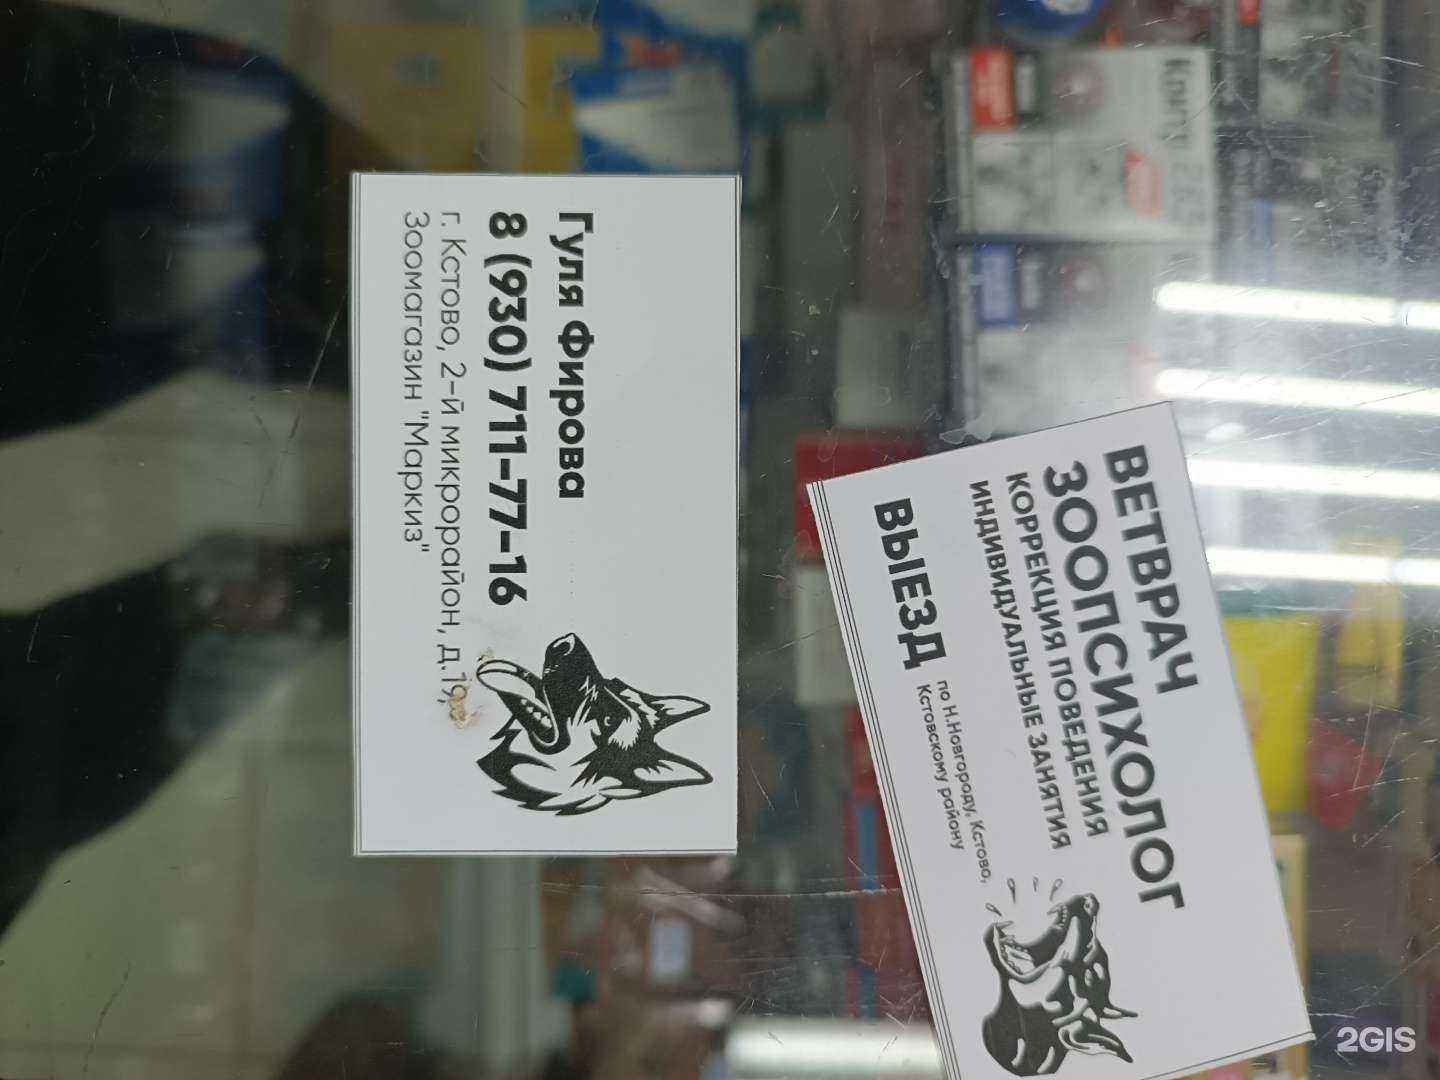 Гуля Фирова
8 (930) 711-77-16
г. Кстово, 2-й микрорайон, д.19,
Зоомагазин "Маркиз"
ВЕТВРАЧ
ЗООПСИХОЛОГ
КОРРЕКЦИЯ ПОВЕДЕНИЯ
ИНДИВИДУАЛЬНЫЕ ЗАНЯТИЯ
ВЫЕЗД
по Н.Новгороду, Кстово,
Кстовскому району
2GIS